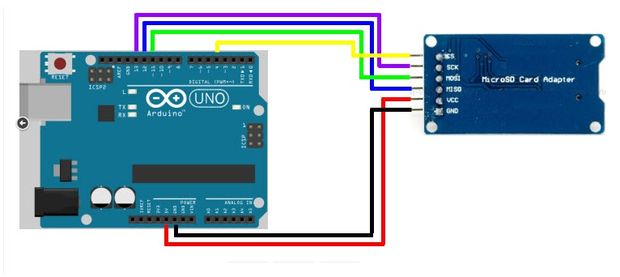 RESET
ICSP2
AREF
GND
13
12
~11
~10
~9
8
7
~6
~5
4
~3
2
TX▸1
RX◂0
DIGITAL (PWM=~)
L
TX
RX
UNO
Arduino™
ON
ICSP
1
IOREF
RESET
3V3
5V
GND
GND
VIN
POWER
ANALOG IN
A0
A1
A2
A3
A4
A5
CS
SCK
MOSI
MISO
VCC
GND
MicroSD Card Adapter